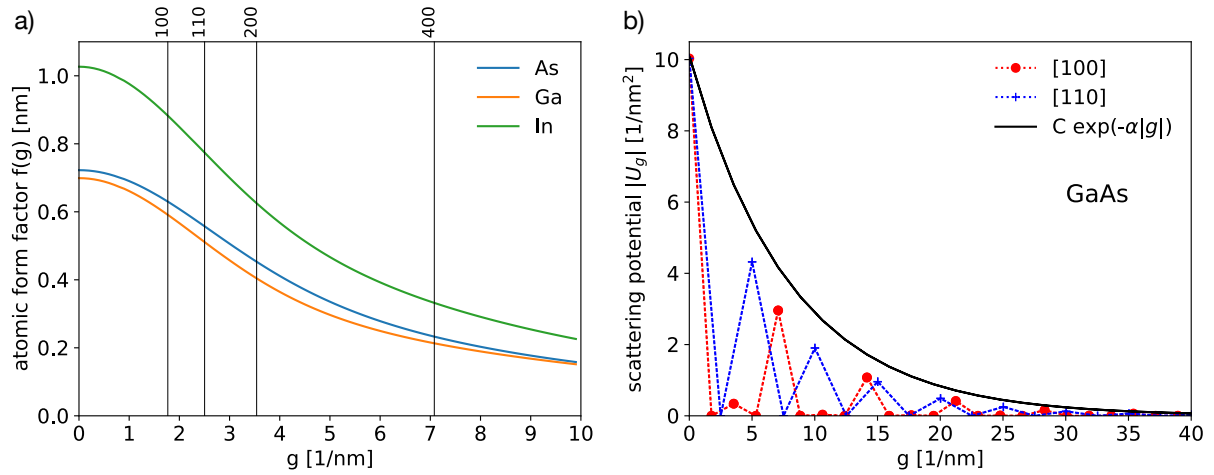 a)
100
110
200
400
As
Ga
In
atomic form factor f(g) [nm]
1.0
0.8
0.6
0.4
0.2
0.0
0 1 2 3 4 5 6 7 8 9 10
g [1/nm]
b)
[100]
[110]
C exp(-α|g|)
GaAs
scattering potential |U_g| [1/nm²]
10
8
6
4
2
0
0 5 10 15 20 25 30 35 40
g [1/nm]